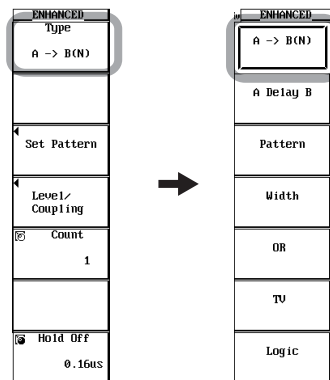 ENHANCED
Type
A -> B(N)
Set Pattern
Level/
Coupling
Count
1
Hold Off
0.16us
ENHANCED
A -> B(N)
A Delay B
Pattern
Width
OR
TV
Logic